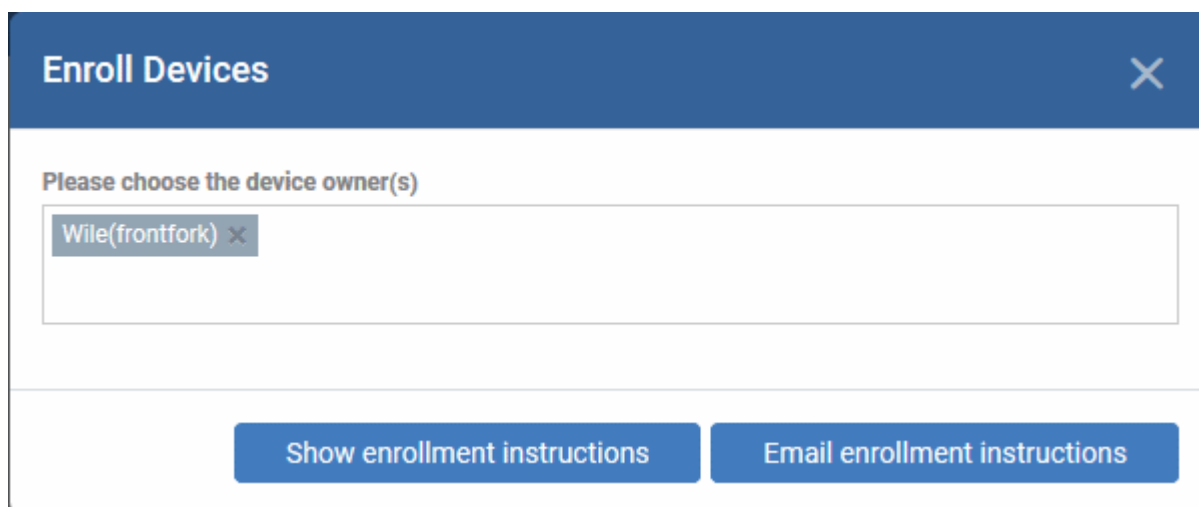 Enroll Devices
Please choose the device owner(s)
Wile(frontfork)
Show enrollment instructions
Email enrollment instructions